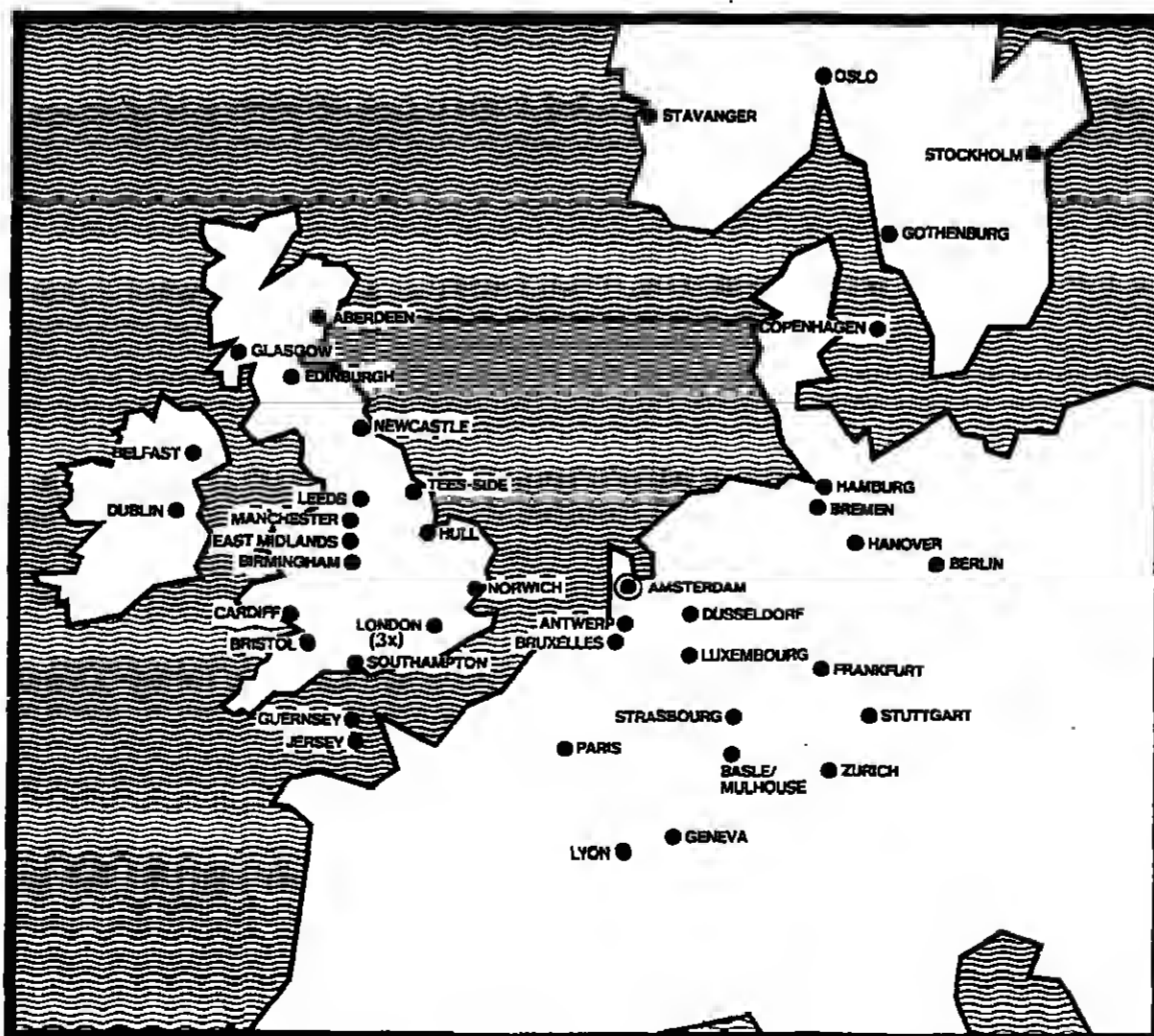 OSLO
STAVANGER
STOCKHOLM
GOTHENBURG
ABERDEEN
COPENHAGEN
GLASGOW
EDINBURGH
NEWCASTLE
BELFAST
TEES-SIDE
HAMBURG
LEEDS
DUBLIN
BREMEN
MANCHESTER
HULL
EAST MIDLANDS
HANOVER
BIRMINGHAM
BERLIN
NORWICH
AMSTERDAM
CARDIFF
DUSSELDORF
LONDON
(3x)
ANTWERP
BRISTOL
BRUXELLES
SOUTHAMPTON
LUXEMBOURG
FRANKFURT
GUERNSEY
STRASBOURG
STUTTGART
JERSEY
PARIS
BASLE/
MULHOUSE
ZURICH
GENEVA
LYON